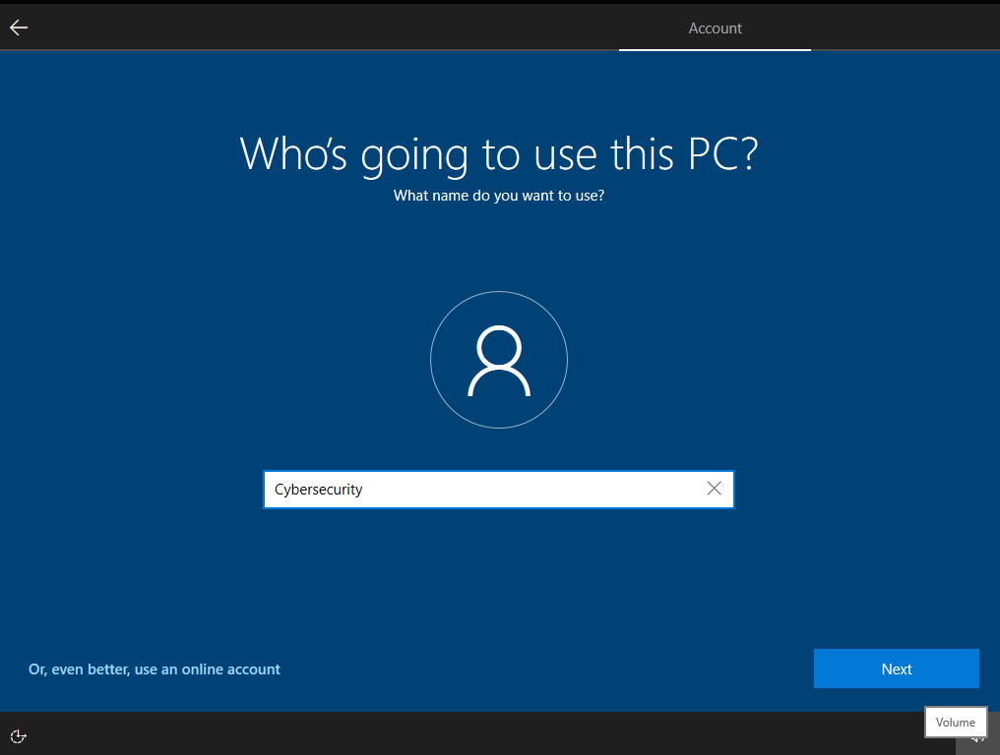 Account
Who's going to use this PC?
What name do you want to use?
Cybersecurity
Or, even better, use an online account
Next
Volume